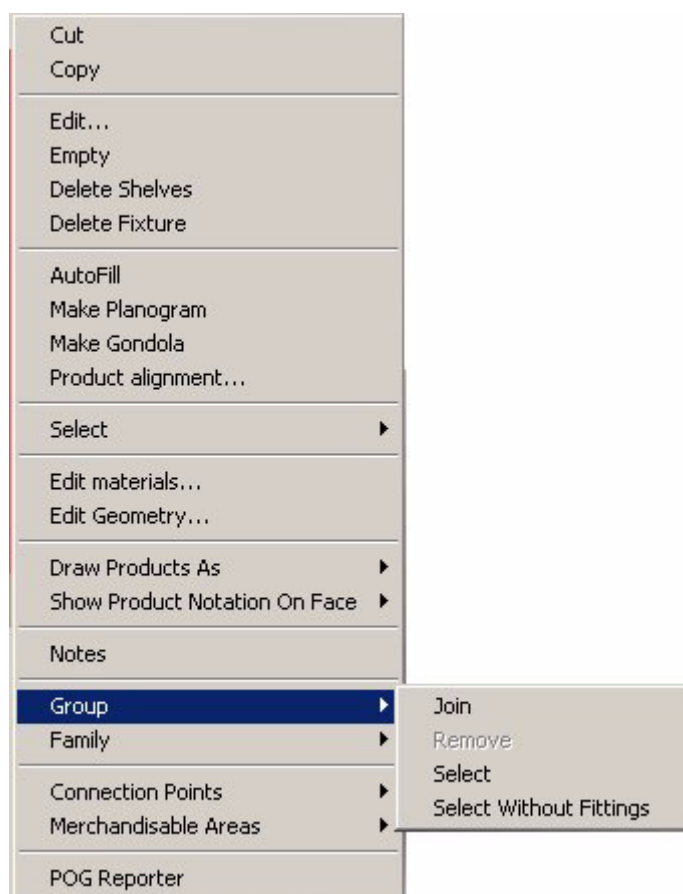 Cut
Copy
Edit...
Empty
Delete Shelves
Delete Fixture
AutoFill
Make Planogram
Make Gondola
Product alignment...
Select
Edit materials...
Edit Geometry...
Draw Products As
Show Product Notation On Face
Notes
Group
Family
Connection Points
Merchandisable Areas
POG Reporter
Join
Remove
Select
Select Without Fittings